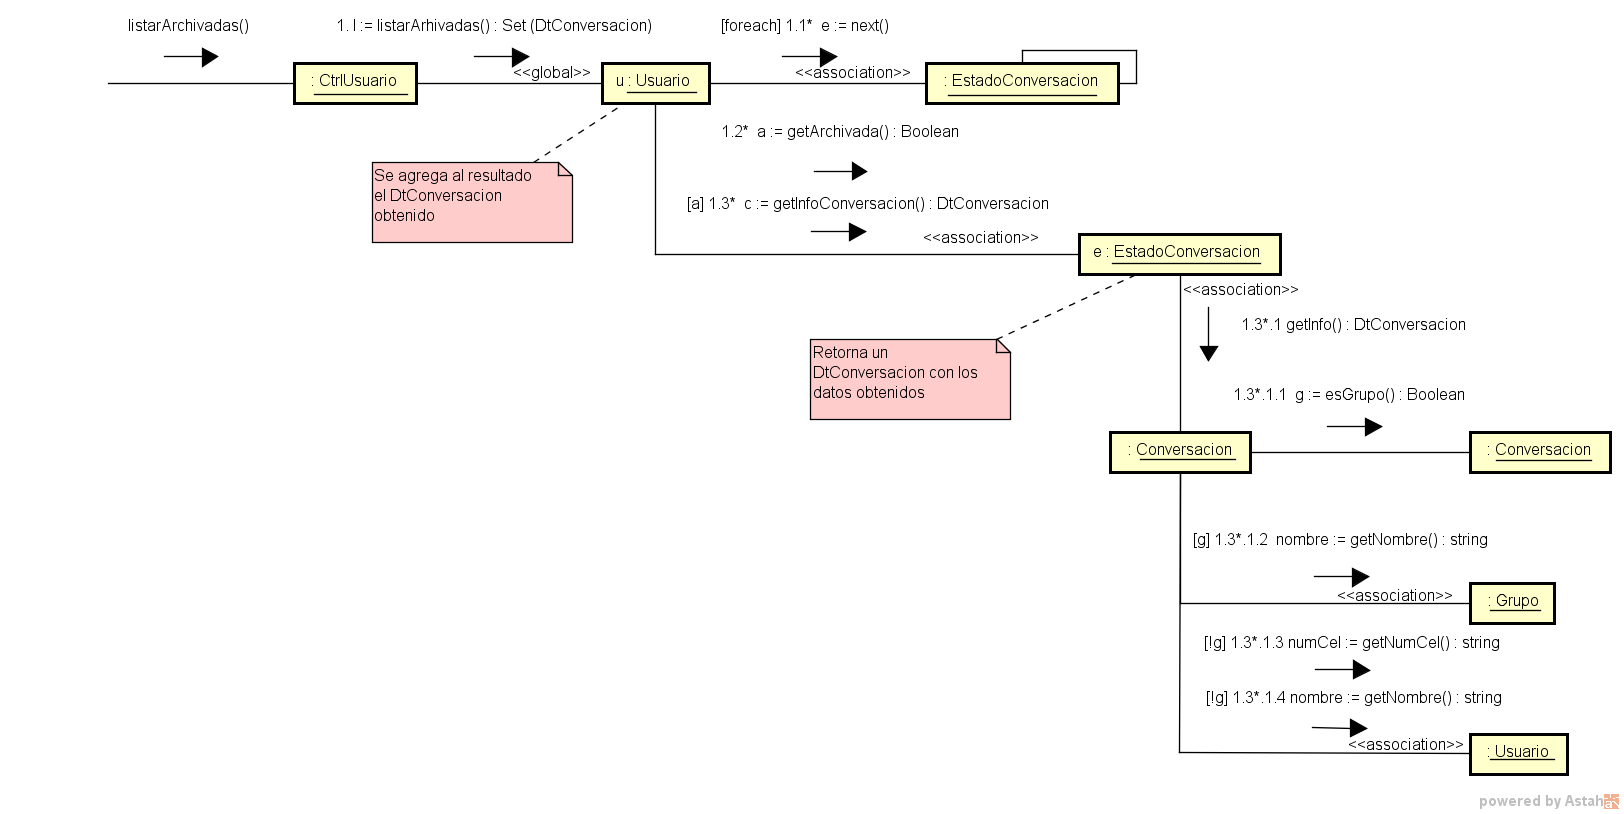 listarArchivadas()
1. l := listarArhivadas() : Set (DtConversacion)
[foreach] 1.1* e := next()
<<global>>
<<association>>
: CtrlUsuario
u : Usuario
: EstadoConversacion
1.2* a := getArchivada() : Boolean
Se agrega al resultado
el DtConversacion
obtenido
[a] 1.3* c := getInfoConversacion() : DtConversacion
<<association>>
e : EstadoConversacion
<<association>>
1.3*.1 getInfo() : DtConversacion
Retorna un
DtConversacion con los
datos obtenidos
1.3*.1.1 g := esGrupo() : Boolean
: Conversacion
: Conversacion
[g] 1.3*.1.2 nombre := getNombre() : string
<<association>>
: Grupo
[!g] 1.3*.1.3 numCel := getNumCel() : string
[!g] 1.3*.1.4 nombre := getNombre() : string
<<association>>
: Usuario
powered by Astah